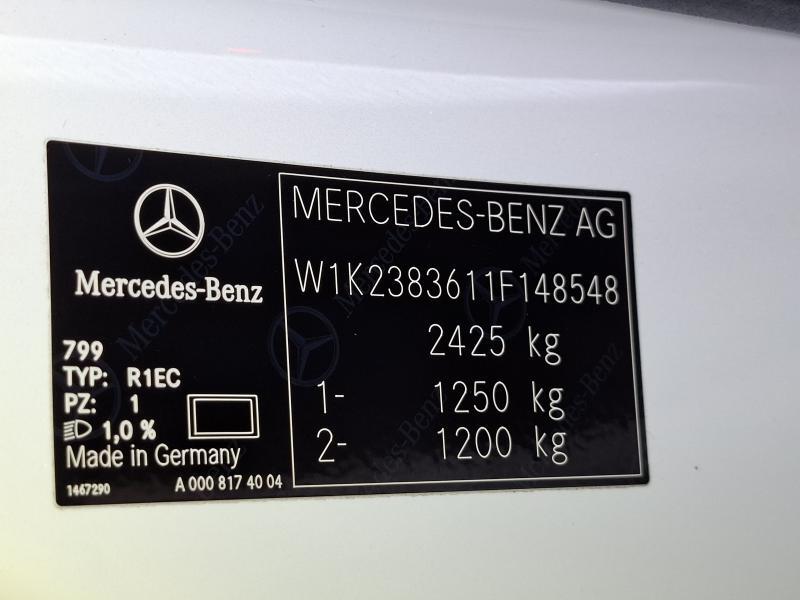 Mercedes-Benz
799
TYP: R1EC
PZ: 1
1,0 %
Made in Germany
1467290
A 000 817 40 04
MERCEDES-BENZ AG
W1K2383611F148548
2425 kg
1- 1250 kg
2- 1200 kg